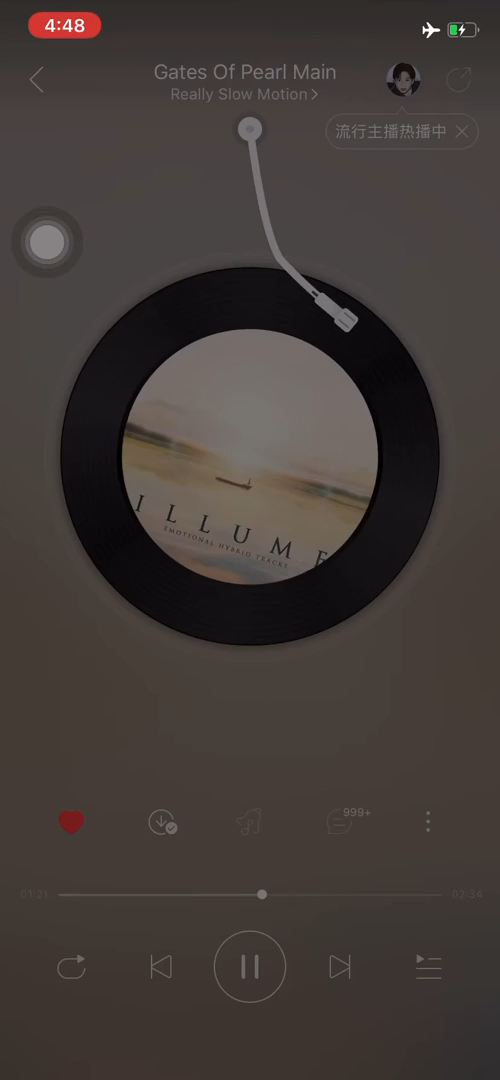 4:48
Gates Of Pearl Main
Really Slow Motion
流行主播热播中
ILLUME
EMOTIONAL HYBRID TRACKS
999+
01:21
02:34